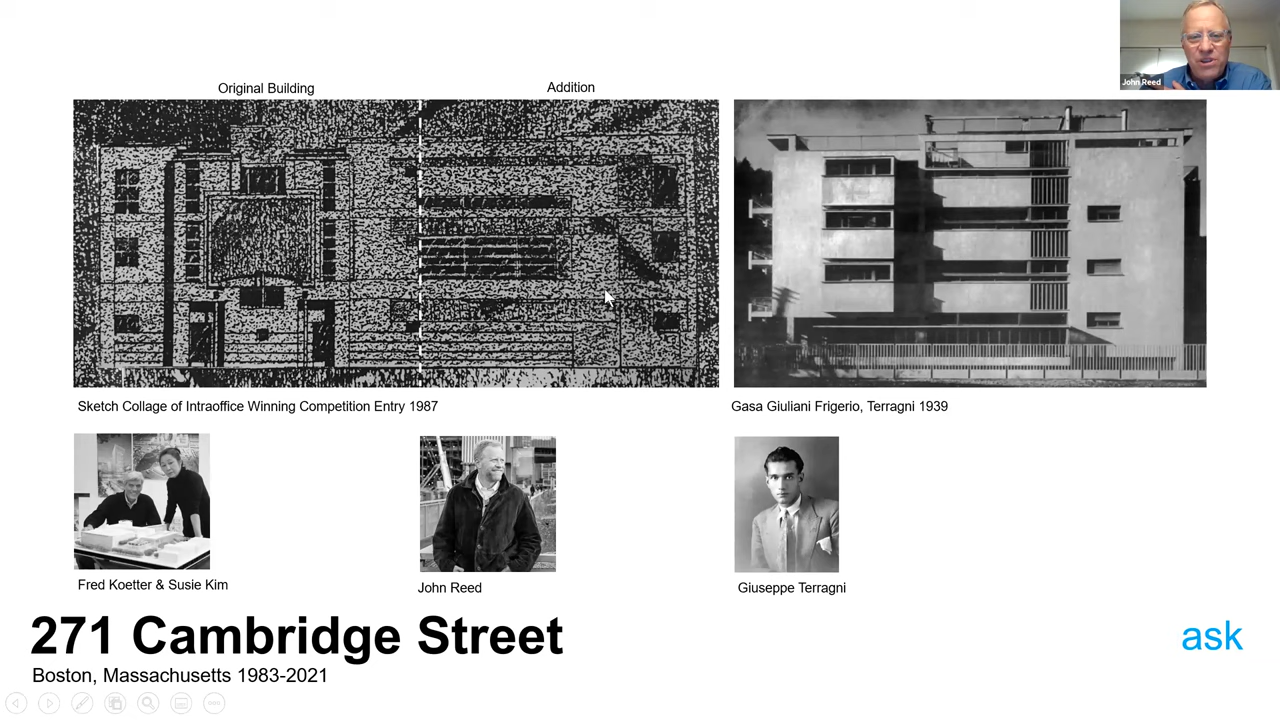 John Reed
Original Building
Addition
Sketch Collage of Intraoffice Winning Competition Entry 1987
Gasa Giuliani Frigerio, Terragni 1939
Fred Koetter & Susie Kim
John Reed
Giuseppe Terragni
271 Cambridge Street
ask
Boston, Massachusetts 1983-2021